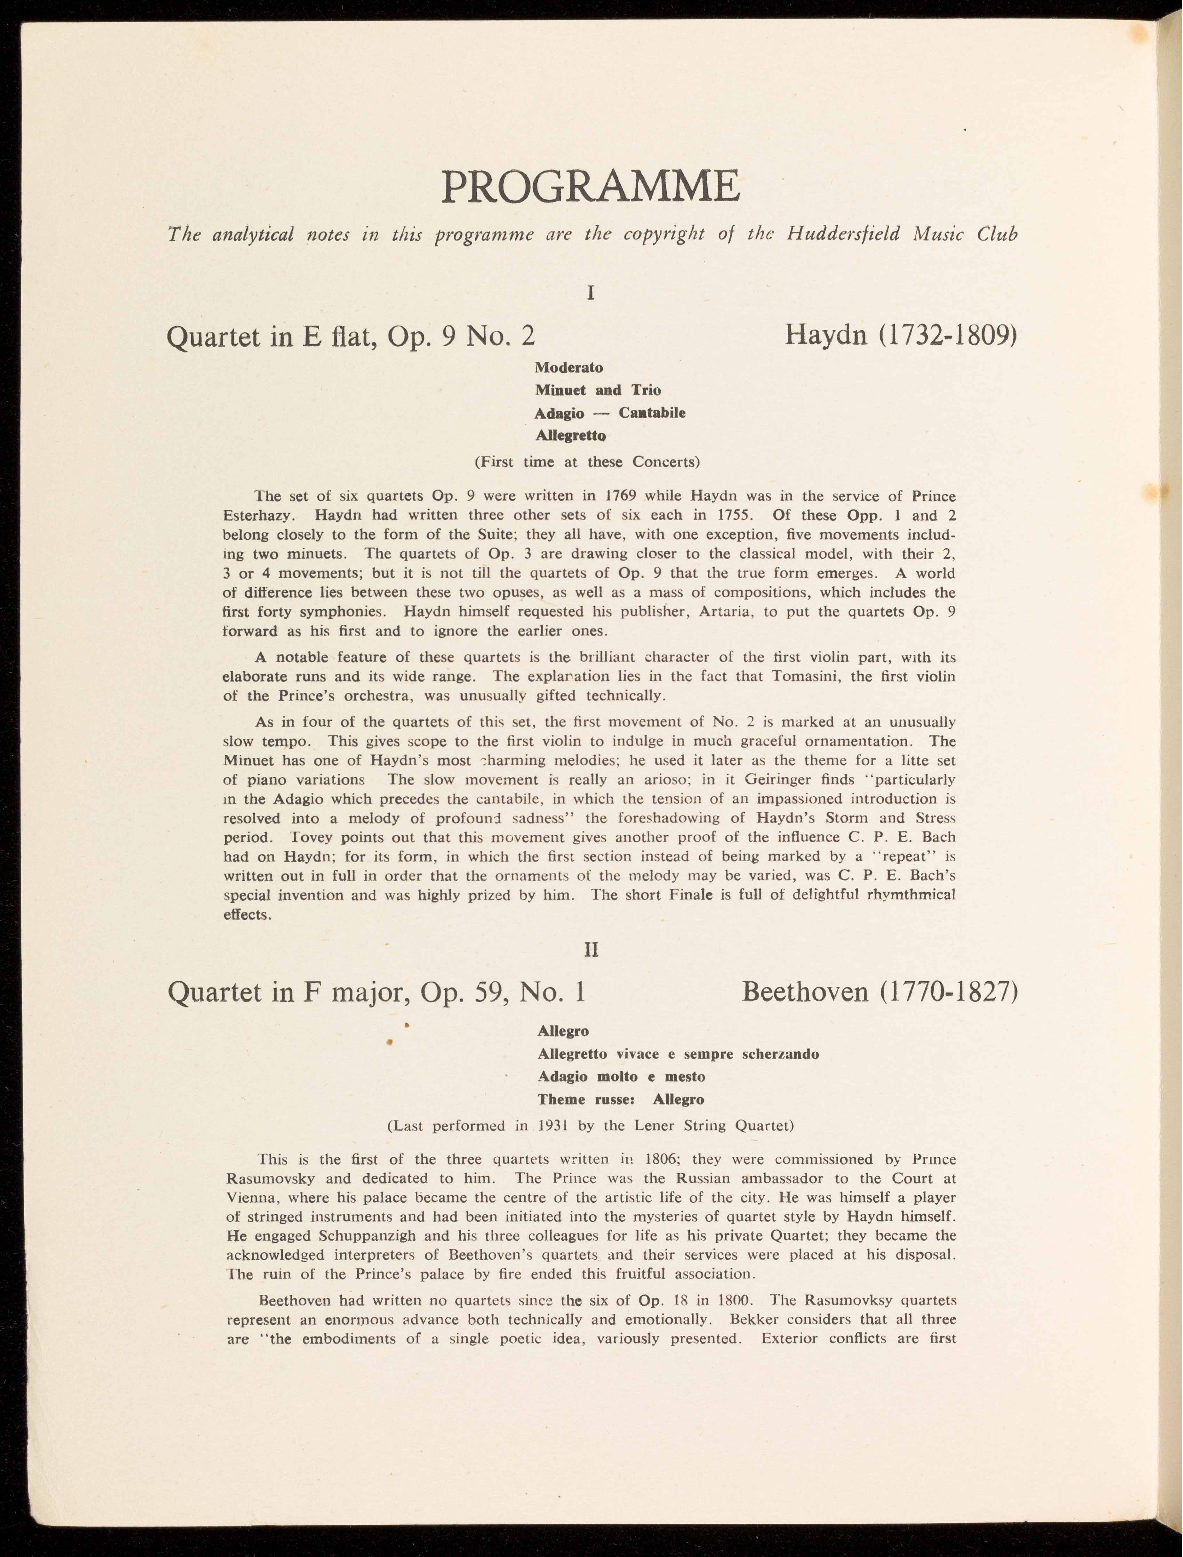 PROGRAMME
The analytical notes in this programme are the copyright of the Huddersfield Music Club
I
Quartet in E flat, Op. 9 No. 2 Haydn (1732-1809)
Moderato
Minuet and Trio
Adagio — Cantabile
Allegretto
(First time at these Concerts)
The set of six quartets Op. 9 were written in 1769 while Haydn was in the service of Prince
Esterhazy. Haydn had written three other sets of six each in 1755. Of these Opp. 1 and 2
belong closely to the form of the Suite; they all have, with one exception, five movements includ-
ing two minuets. The quartets of Op. 3 are drawing closer to the classical model, with their 2,
3 or 4 movements; but it is not till the quartets of Op. 9 that the true form emerges. A world
of difference lies between these two opuses, as well as a mass of compositions, which includes the
first forty symphonies. Haydn himself requested his publisher, Artaria, to put the quartets Op. 9
forward as his first and to ignore the earlier ones.
A notable feature of these quartets is the brilliant character of the first violin part, with its
elaborate runs and its wide range. The explanation lies in the fact that Tomasini, the first violin
of the Prince's orchestra, was unusually gifted technically.
As in four of the quartets of this set, the first movement of No. 2 is marked at an unusually
slow tempo. This gives scope to the first violin to indulge in much graceful ornamentation. The
Minuet has one of Haydn's most charming melodies; he used it later as the theme for a litte set
of piano variations The slow movement is really an arioso; in it Geiringer finds "particularly
in the Adagio which precedes the cantabile, in which the tension of an impassioned introduction is
resolved into a melody of profound sadness" the foreshadowing of Haydn's Storm and Stress
period. Tovey points out that this movement gives another proof of the influence C. P. E. Bach
had on Haydn; for its form, in which the first section instead of being marked by a "repeat" is
written out in full in order that the ornaments of the melody may be varied, was C. P. E. Bach's
special invention and was highly prized by him. The short Finale is full of delightful rhymthmical
effects.
II
Quartet in F major, Op. 59, No. 1 Beethoven (1770-1827)
Allegro
Allegretto vivace e sempre scherzando
Adagio molto e mesto
Theme russe: Allegro
(Last performed in 1931 by the Lener String Quartet)
This is the first of the three quartets written in 1806; they were commissioned by Prince
Rasumovsky and dedicated to him. The Prince was the Russian ambassador to the Court at
Vienna, where his palace became the centre of the artistic life of the city. He was himself a player
of stringed instruments and had been initiated into the mysteries of quartet style by Haydn himself.
He engaged Schuppanzigh and his three colleagues for life as his private Quartet; they became the
acknowledged interpreters of Beethoven's quartets and their services were placed at his disposal.
The ruin of the Prince's palace by fire ended this fruitful association.
Beethoven had written no quartets since the six of Op. 18 in 1800. The Rasumovksy quartets
represent an enormous advance both technically and emotionally. Bekker considers that all three
are "the embodiments of a single poetic idea, variously presented. Exterior conflicts are first